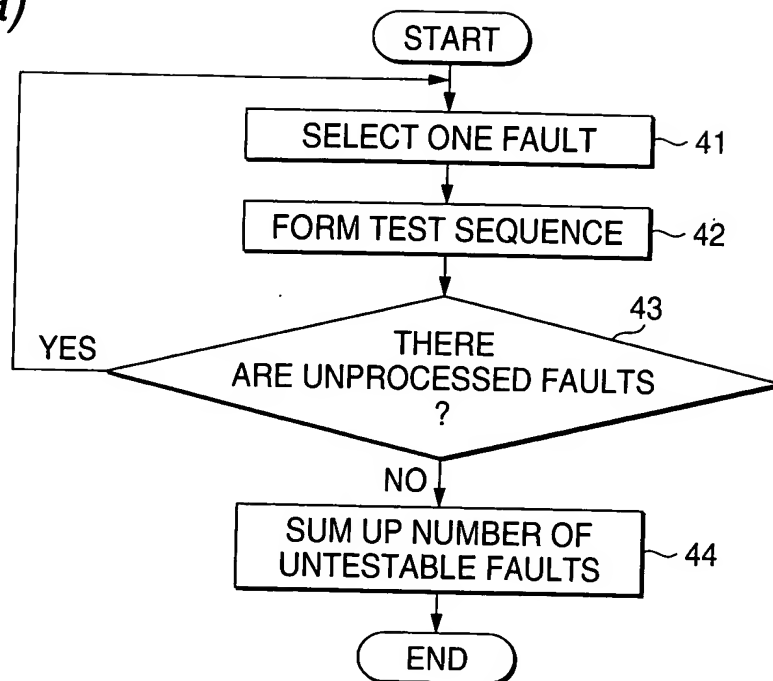 a)
START
SELECT ONE FAULT
41
FORM TEST SEQUENCE
42
43
YES
THERE
ARE UNPROCESSED FAULTS
?
NO
SUM UP NUMBER OF
UNTESTABLE FAULTS
44
END